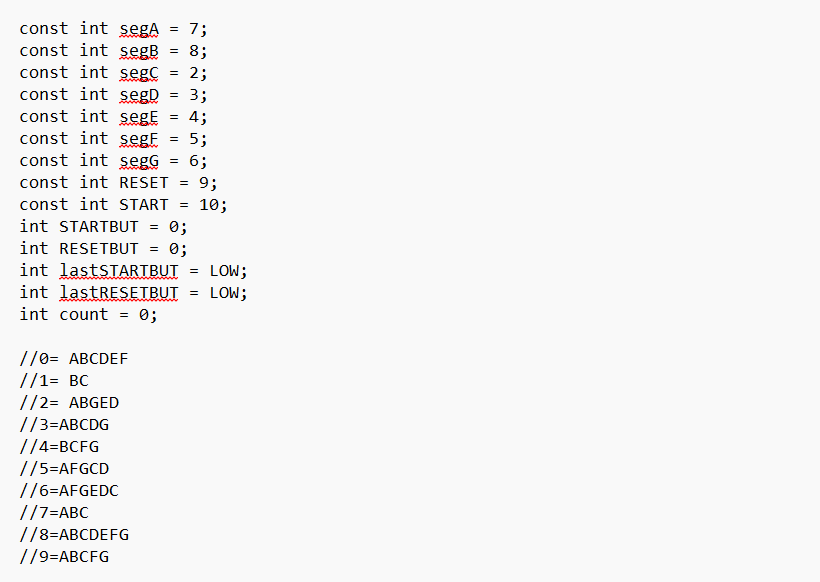 const int segA = 7;
const int segB = 8;
const int segC = 2;
const int segD = 3;
const int segE = 4;
const int segF = 5;
const int segG = 6;
const int RESET = 9;
const int START = 10;
int STARTBUT = 0;
int RESETBUT = 0;
int lastSTARTBUT = LOW;
int lastRESETBUT = LOW;
int count = 0;
//0= ABCDEF
//1= BC
//2= ABGED
//3=ABCDG
//4=BCFG
//5=AFGCD
//6=AFGEDC
//7=ABC
//8=ABCDEFG
//9=ABCFG